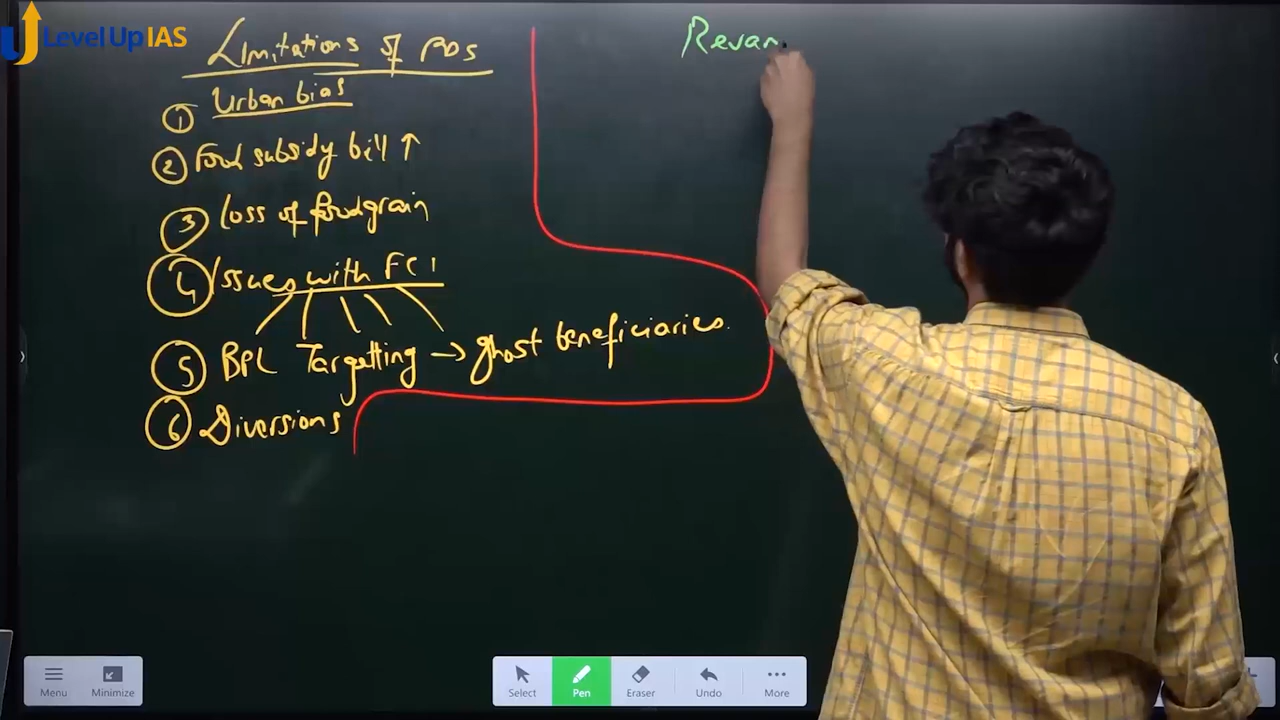 Level Up IAS
Limitations of PDS
1 Urban bias
2 Food subsidy bill ↑
3 Loss of foodgrain
4 Issues with FCI
5 BPL Targetting → Ghost beneficiaries.
6 Diversions
Revam
Menu
Minimize
Select
Pen
Eraser
Undo
More